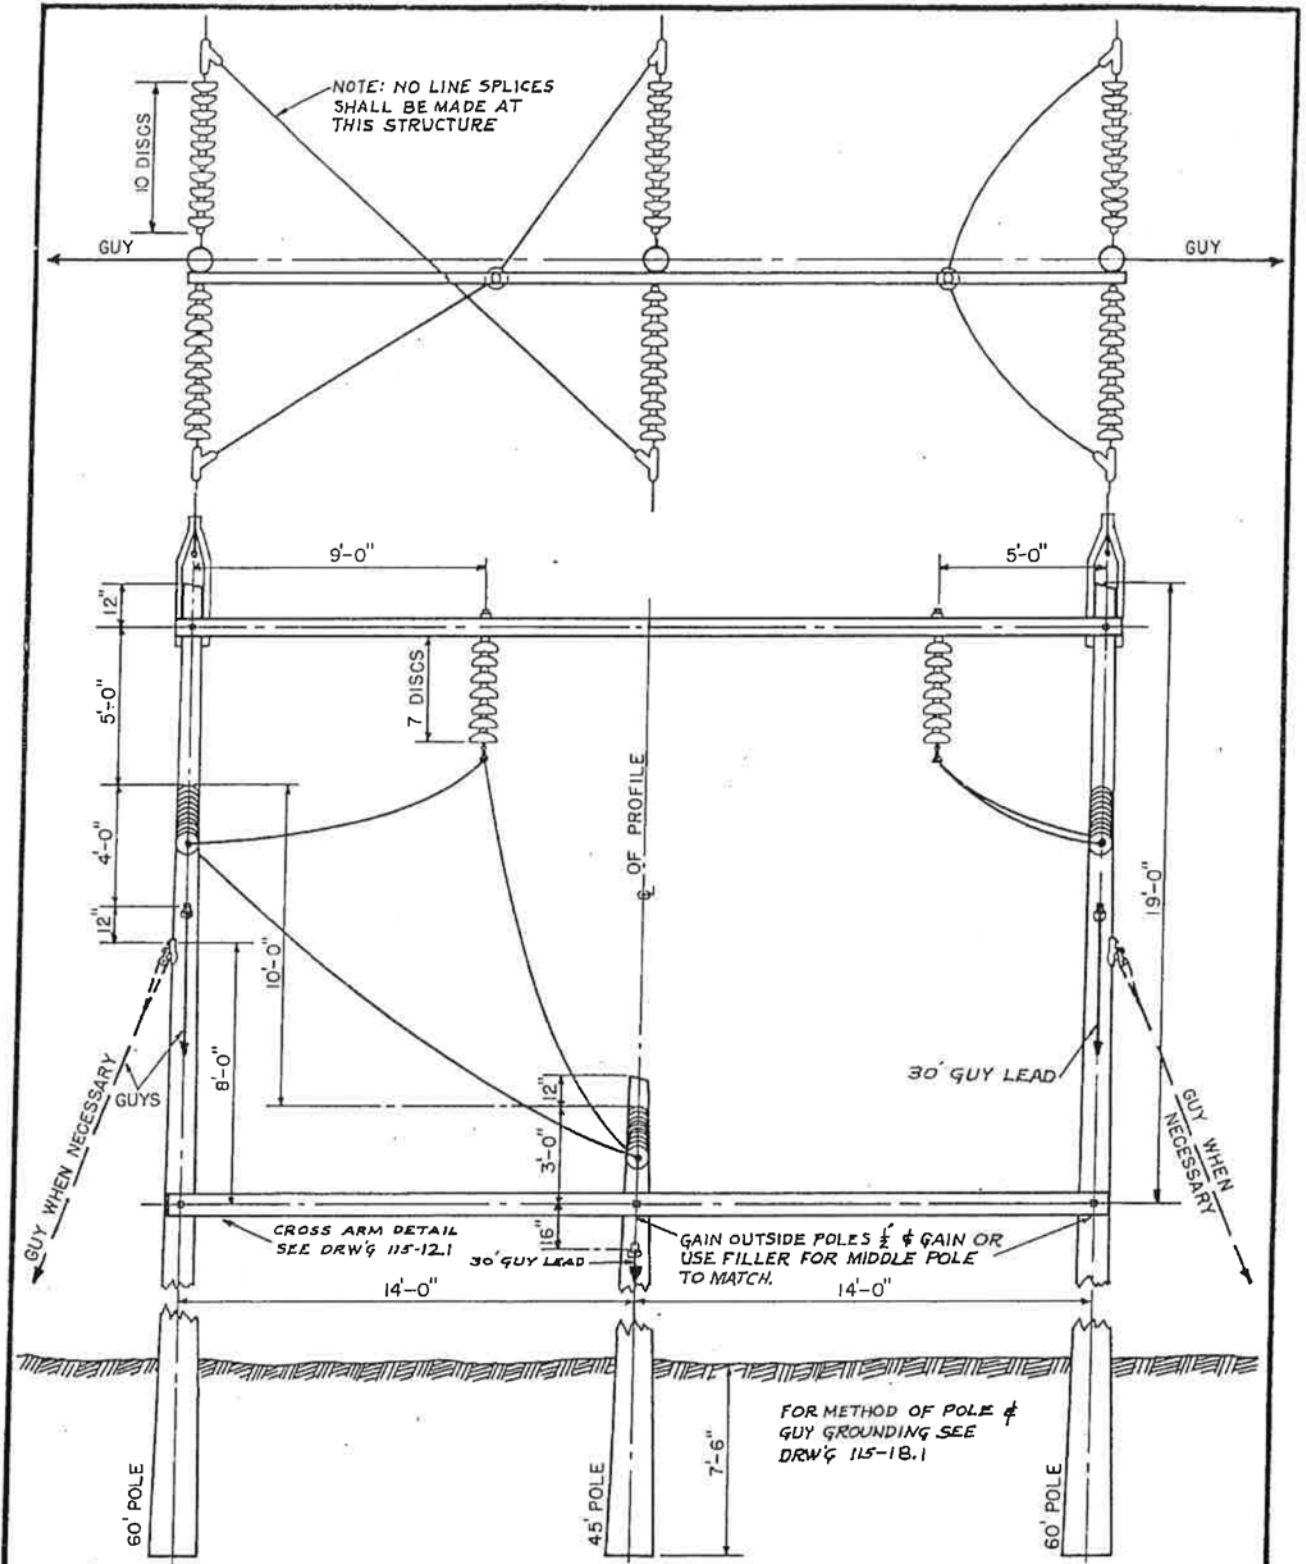 NOTE: NO LINE SPLICES
SHALL BE MADE AT
THIS STRUCTURE
10 DISCS
GUY
GUY
9'-0"
5'-0"
12"
7 DISCS
5'-0"
℄ OF PROFILE
4'-0"
19'-0"
12"
10'-0"
8'-0"
30' GUY LEAD
GUYS
GUY WHEN NECESSARY
GUY WHEN
NECESSARY
12"
3'-0"
16"
CROSS ARM DETAIL
SEE DRW'G 115-12.1
30' GUY LEAD
GAIN OUTSIDE POLES ½" & GAIN OR
USE FILLER FOR MIDDLE POLE
TO MATCH.
14'-0"
14'-0"
FOR METHOD OF POLE &
GUY GROUNDING SEE
DRW'G 115-18.1
7'-6"
60' POLE
45' POLE
60' POLE